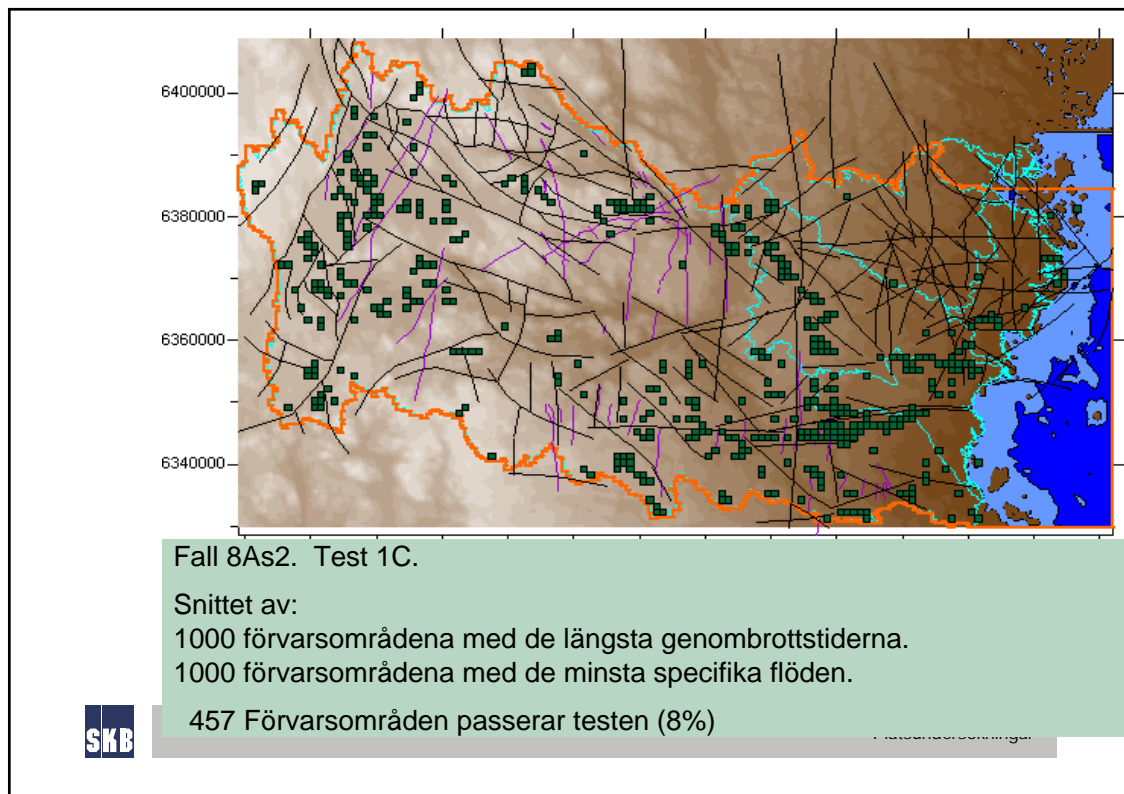 6400000
6380000
6360000
6340000
Fall 8As2. Test 1C.
Snittet av:
1000 förvarsområdena med de längsta genombrottstiderna.
1000 förvarsområdena med de minsta specifika flöden.
457 Förvarsområden passerar testen (8%)
SKB